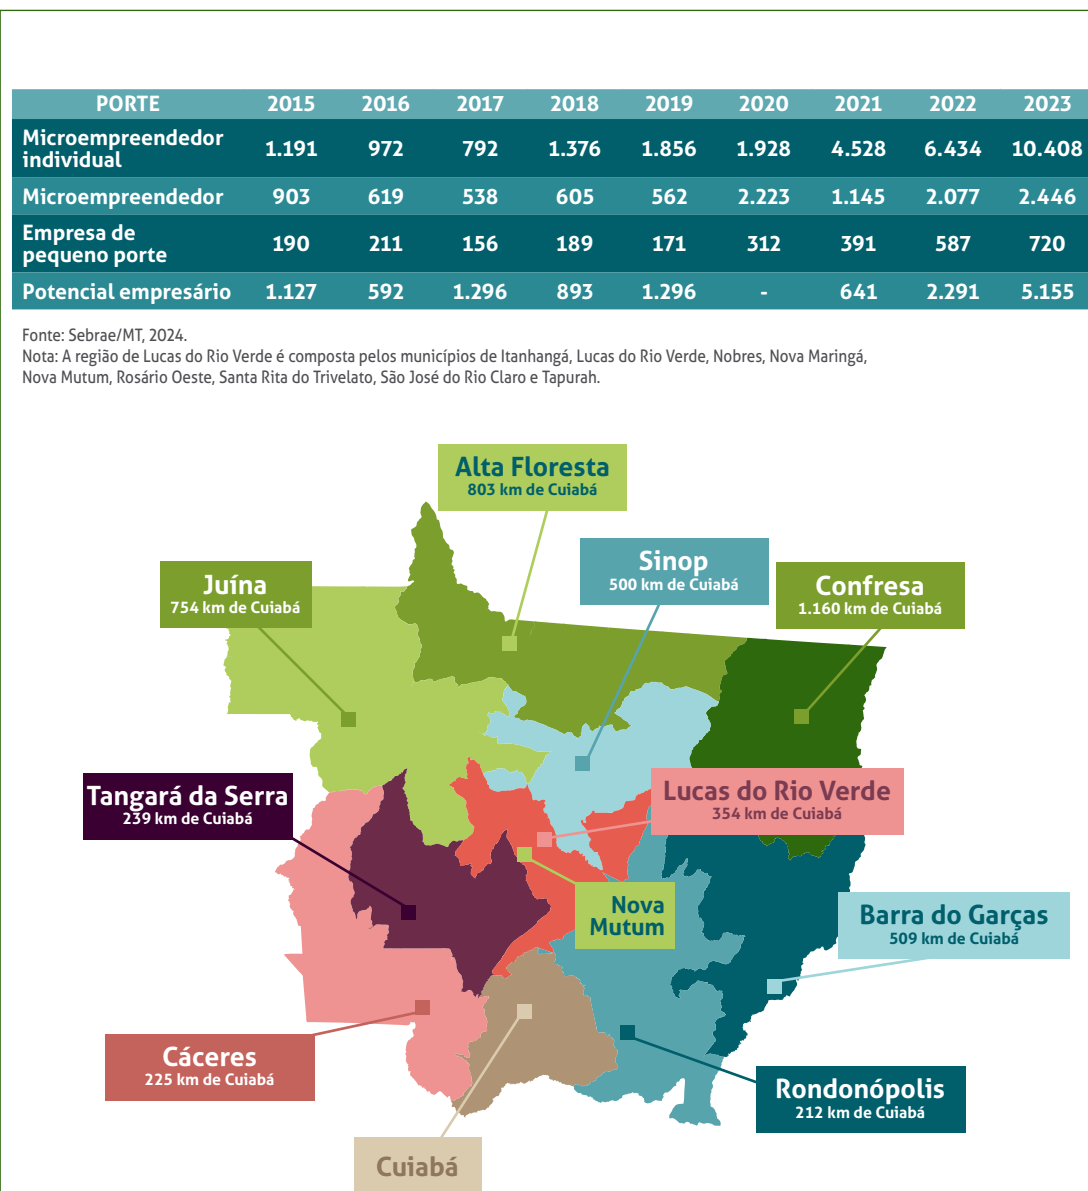 PORTE 2015 2016 2017 2018 2019 2020 2021 2022 2023
Microempreendedor
individual 1.191 972 792 1.376 1.856 1.928 4.528 6.434 10.408
Microempreendedor 903 619 538 605 562 2.223 1.145 2.077 2.446
Empresa de
pequeno porte 190 211 156 189 171 312 391 587 720
Potencial empresário 1.127 592 1.296 893 1.296 - 641 2.291 5.155
Fonte: Sebrae/MT, 2024.
Nota: A região de Lucas do Rio Verde é composta pelos municípios de Itanhangá, Lucas do Rio Verde, Nobres, Nova Maringá,
Nova Mutum, Rosário Oeste, Santa Rita do Trivelato, São José do Rio Claro e Tapurah.
Alta Floresta
803 km de Cuiabá
Sinop
500 km de Cuiabá
Juína
754 km de Cuiabá
Confresa
1.160 km de Cuiabá
Tangará da Serra
239 km de Cuiabá
Lucas do Rio Verde
354 km de Cuiabá
Nova
Mutum
Barra do Garças
509 km de Cuiabá
Cáceres
225 km de Cuiabá
Rondonópolis
212 km de Cuiabá
Cuiabá